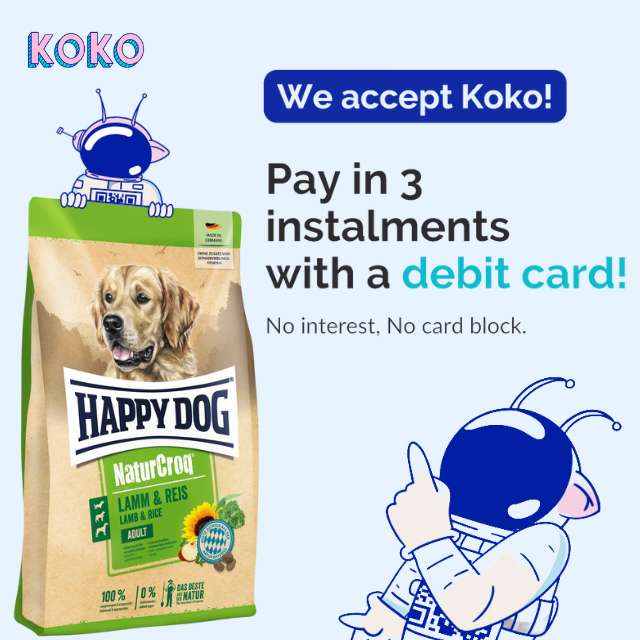 KOKO
We accept Koko!
Pay in 3
instalments
with a debit card!
No interest, No card block.
MADE IN
GERMANY
HAPPY DOG
NaturCroq
LAMM & REIS
LAMB & RICE
ADULT
100 %
0 %
DAS BESTE
AUS DER
NATUR